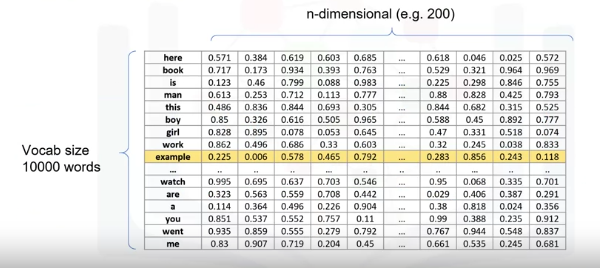 n-dimensional (e.g. 200)
here 0.571 0.384 0.619 0.603 0.685 ... 0.618 0.046 0.025 0.572
book 0.717 0.173 0.934 0.393 0.763 ... 0.529 0.321 0.964 0.969
is 0.123 0.46 0.799 0.088 0.983 ... 0.225 0.298 0.846 0.755
man 0.613 0.253 0.712 0.113 0.777 ... 0.88 0.828 0.425 0.793
this 0.486 0.836 0.844 0.693 0.305 ... 0.844 0.682 0.315 0.525
boy 0.85 0.326 0.616 0.505 0.965 ... 0.588 0.45 0.892 0.777
girl 0.828 0.895 0.078 0.053 0.645 ... 0.47 0.331 0.518 0.074
work 0.862 0.496 0.686 0.33 0.603 ... 0.32 0.245 0.038 0.833
Vocab size
10000 words
example 0.225 0.006 0.578 0.465 0.792 ... 0.283 0.856 0.243 0.118
... .. .. .. .. .. .. .. ... .. ..
watch 0.995 0.695 0.637 0.703 0.546 ... 0.95 0.068 0.335 0.701
are 0.323 0.563 0.559 0.708 0.442 ... 0.029 0.406 0.387 0.291
a 0.114 0.364 0.496 0.226 0.904 ... 0.38 0.818 0.024 0.356
you 0.851 0.537 0.552 0.757 0.11 ... 0.99 0.388 0.235 0.912
went 0.935 0.859 0.555 0.279 0.792 ... 0.767 0.944 0.548 0.837
me 0.83 0.907 0.719 0.204 0.45 ... 0.661 0.535 0.245 0.681